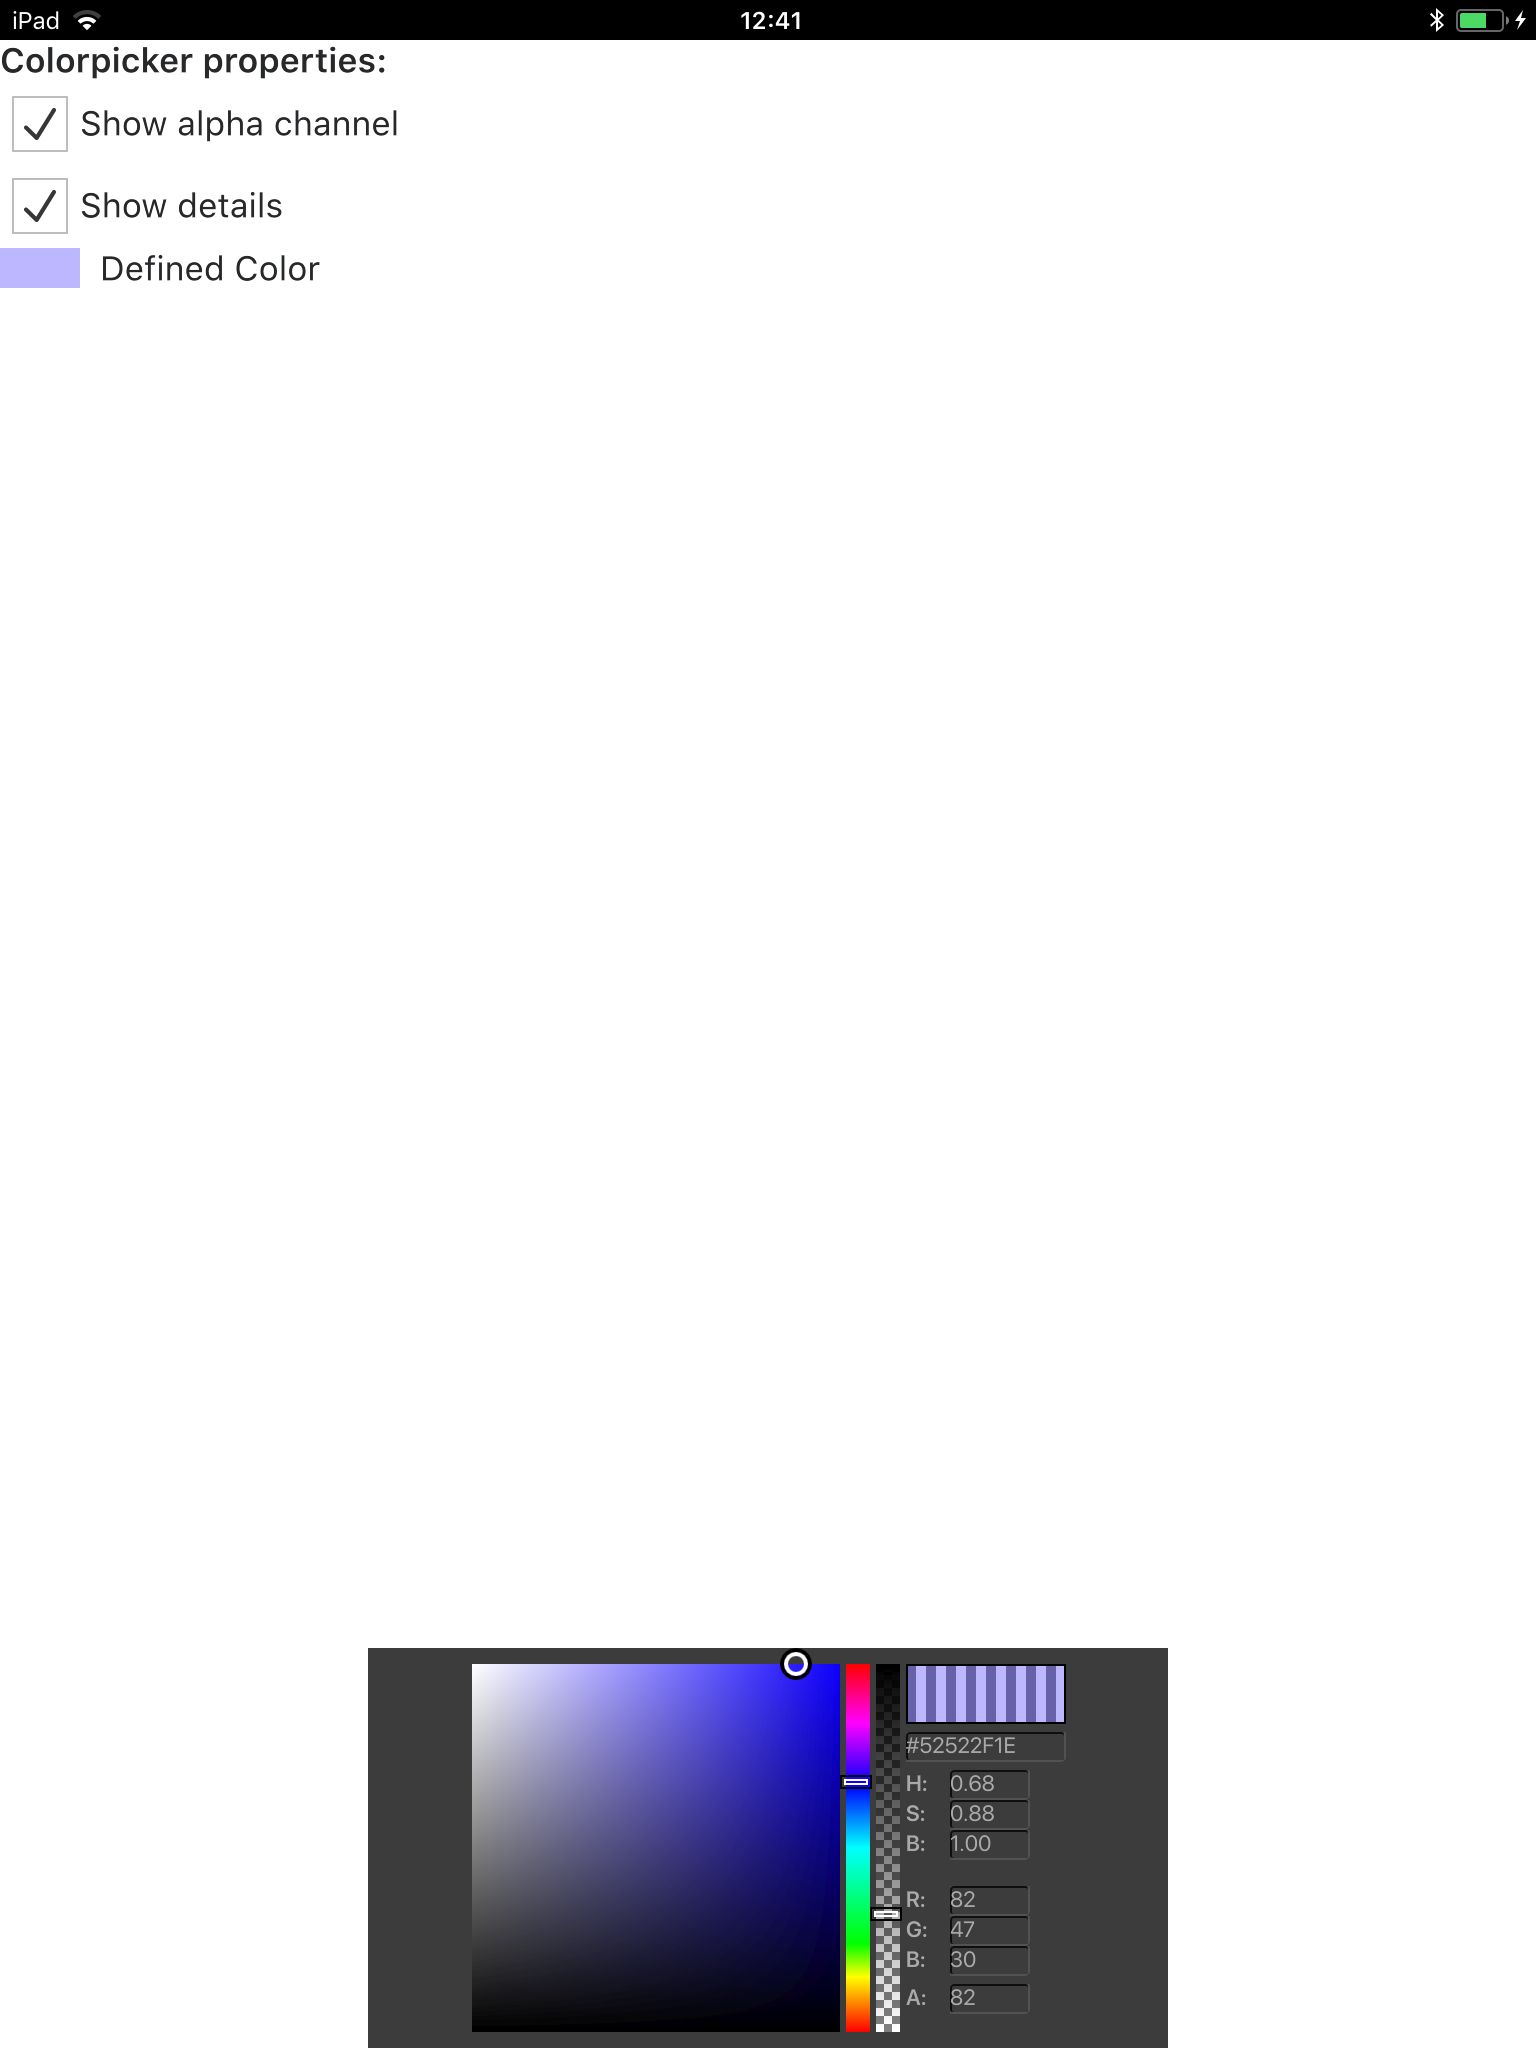 iPad 12:41
Colorpicker properties:
Show alpha channel
Show details
Defined Color
#52522F1E
H: 0.68
S: 0.88
B: 1.00
R: 82
G: 47
B: 30
A: 82